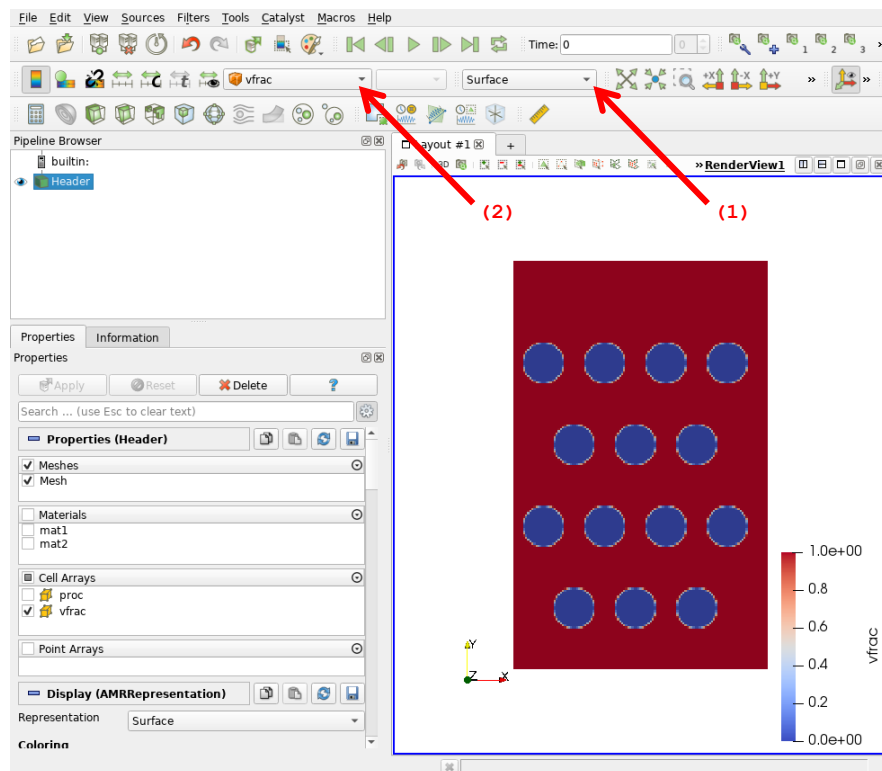 File Edit View Sources Filters Tools Catalyst Macros Help
Time: 0 0 1 2 3 »
vfrac Surface +X -X +Y » »
Pipeline Browser
builtin:
Header
Layout #1 +
3D » RenderView1
(2) (1)
Properties Information
Properties
Apply Reset Delete ?
Search ... (use Esc to clear text)
Properties (Header)
Meshes
Mesh
Materials
mat1
mat2
Cell Arrays
proc
vfrac
Point Arrays
Display (AMRRepresentation)
Representation Surface
Coloring
Y
Z X
1.0e+00
0.8
0.6
0.4
0.2
0.0e+00
vfrac